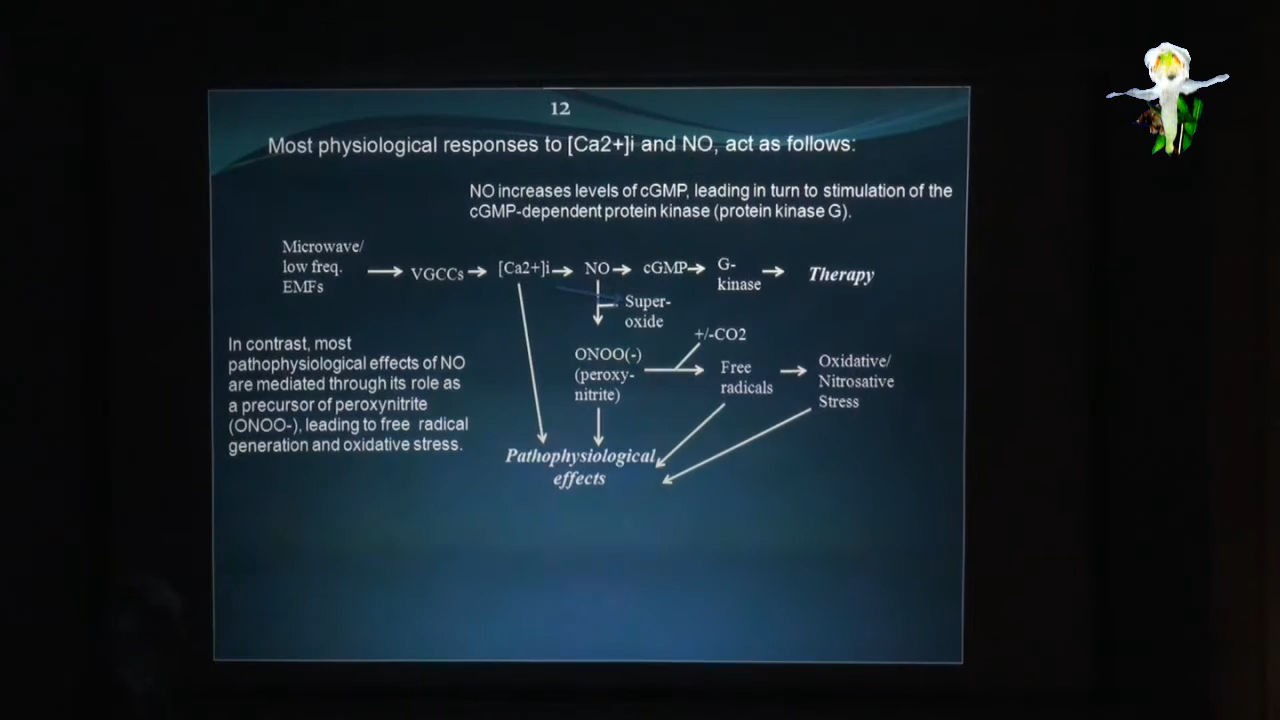 12
Most physiological responses to [Ca2+]i and NO, act as follows:
NO increases levels of cGMP, leading in turn to stimulation of the
cGMP-dependent protein kinase (protein kinase G).
Microwave/
low freq.
EMFs
VGCCs
[Ca2+]i
NO
cGMP
G-
kinase
Therapy
Super-
oxide
+/-CO2
ONOO(-)
(peroxy-
nitrite)
Free
radicals
Oxidative/
Nitrosative
Stress
In contrast, most
pathophysiological effects of NO
are mediated through its role as
a precursor of peroxynitrite
(ONOO-), leading to free radical
generation and oxidative stress.
Pathophysiological
effects